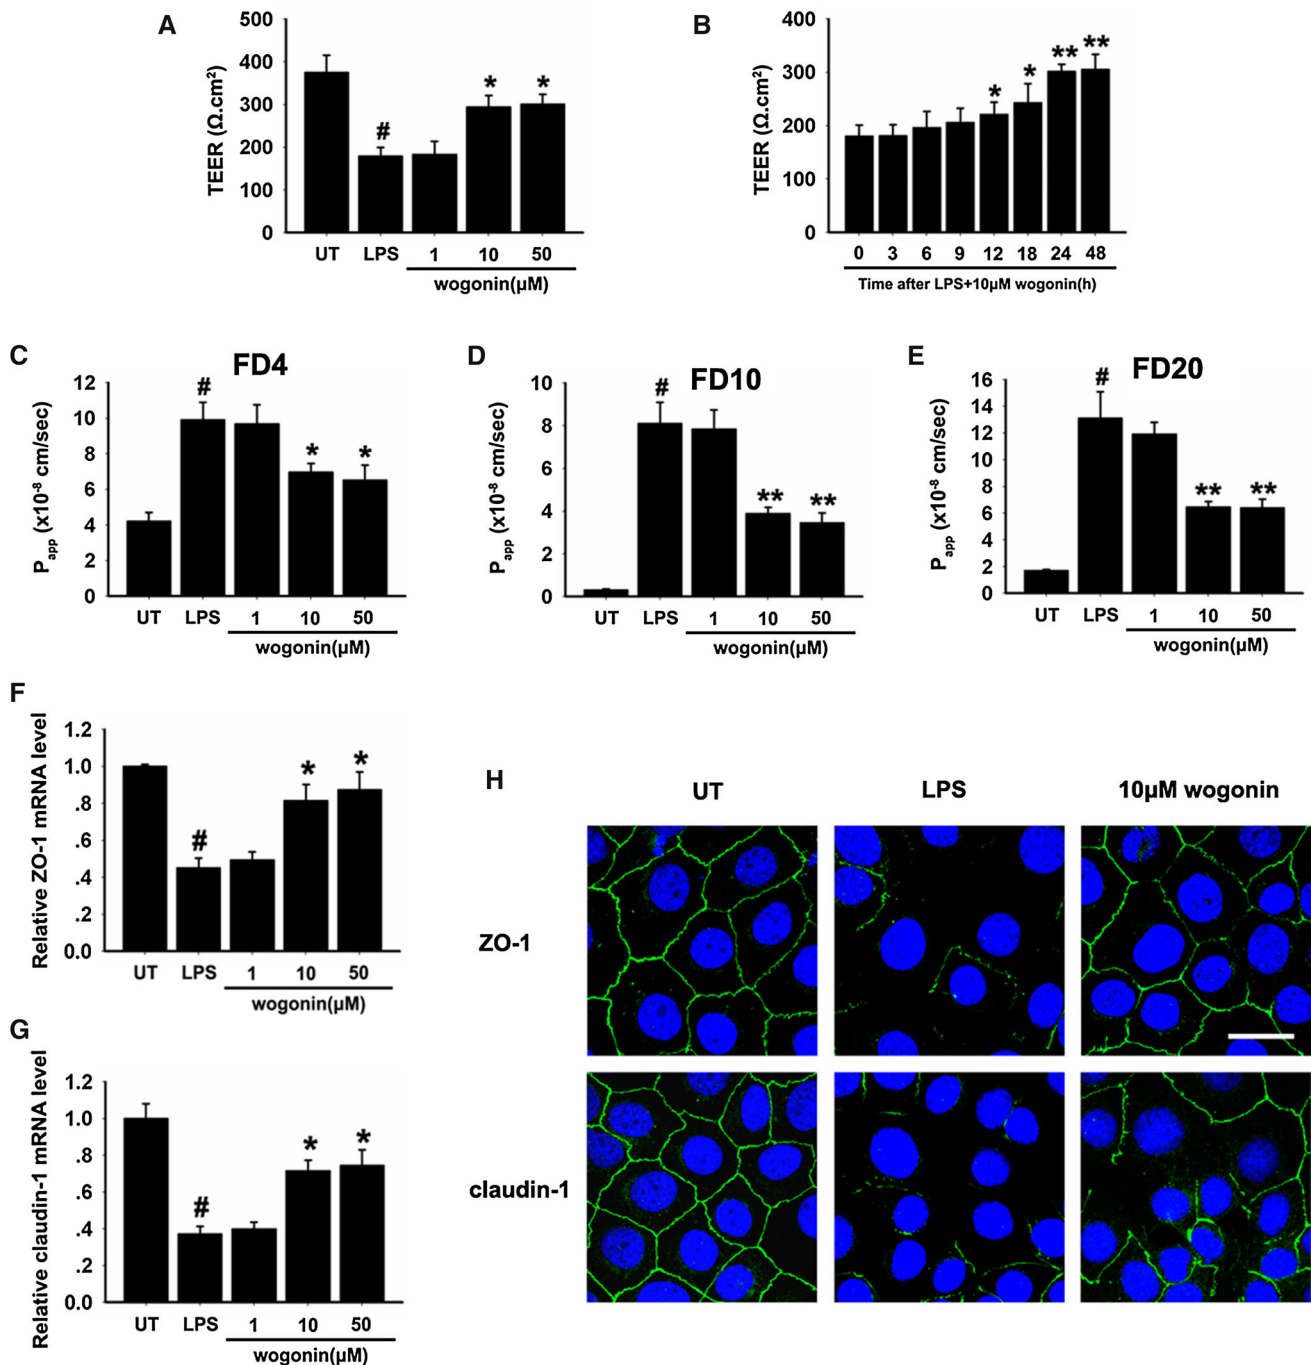 A
500
400
300
200
100
0
TEER (Ω.cm²)
#
*
*
UT LPS 1 10 50
wogonin(μM)
B
400
300
200
100
0
TEER (Ω.cm²)
*
*
**
**
0 3 6 9 12 18 24 48
Time after LPS+10μM wogonin(h)
C
FD4
12
10
8
6
4
2
0
Papp (x10-8 cm/sec)
#
*
*
UT LPS 1 10 50
wogonin(μM)
D
FD10
10
8
6
4
2
0
Papp (x10-8 cm/sec)
#
**
**
UT LPS 1 10 50
wogonin(μM)
E
FD20
16
14
12
10
8
6
4
2
0
Papp (x10-8 cm/sec)
#
**
**
UT LPS 1 10 50
wogonin(μM)
F
1.2
1.0
.8
.6
.4
.2
0.0
Relative ZO-1 mRNA level
#
*
*
UT LPS 1 10 50
wogonin(μM)
G
1.2
1.0
.8
.6
.4
.2
0.0
Relative claudin-1 mRNA level
#
*
*
UT LPS 1 10 50
wogonin(μM)
H
UT LPS 10μM wogonin
ZO-1
claudin-1